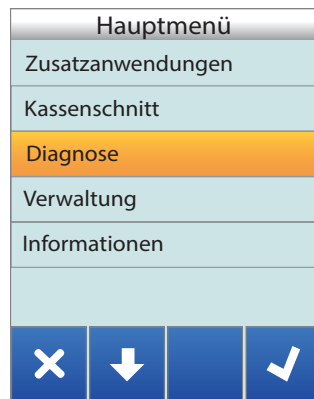 Hauptmenü
Zusatzanwendungen
Kassenschnitt
Diagnose
Verwaltung
Informationen